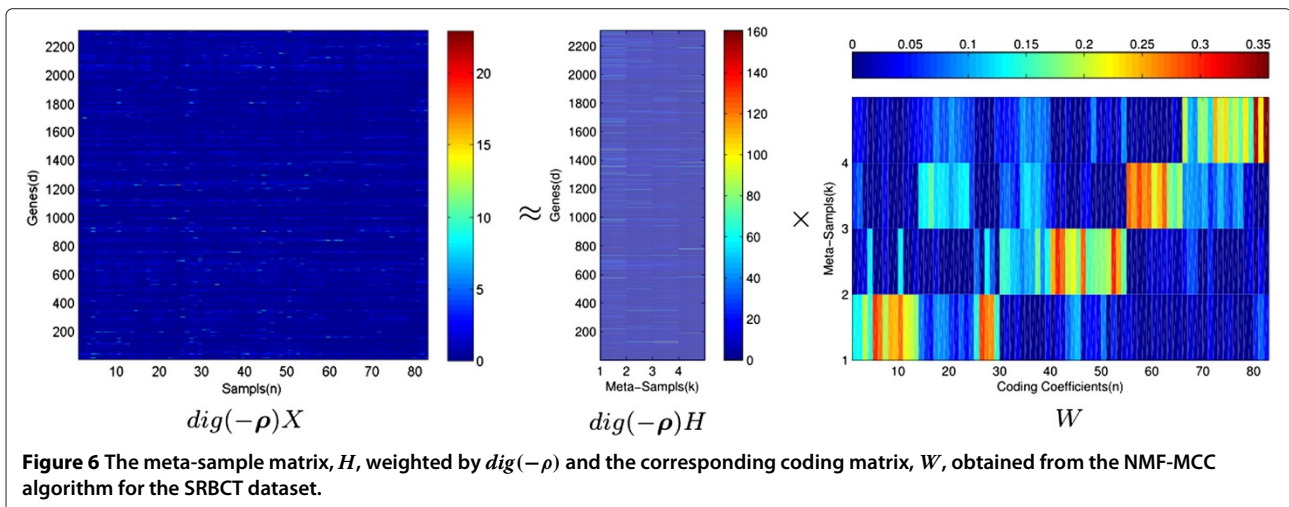 2200
2000
1800
1600
1400
1200
1000
800
600
400
200
Genes(d)
10 20 30 40 50 60 70 80
Sampls(n)
20
15
10
5
0
dig(−ρ)X
≈
2200
2000
1800
1600
1400
1200
1000
800
600
400
200
Genes(d)
1 2 3 4
Meta−Sampls(k)
160
140
120
100
80
60
40
20
0
dig(−ρ)H
×
0 0.05 0.1 0.15 0.2 0.25 0.3 0.35
4
3
2
1
Meta−Sampls(k)
10 20 30 40 50 60 70 80
Coding Coefficients(n)
W
Figure 6 The meta-sample matrix, H, weighted by dig(−ρ) and the corresponding coding matrix, W, obtained from the NMF-MCC
algorithm for the SRBCT dataset.